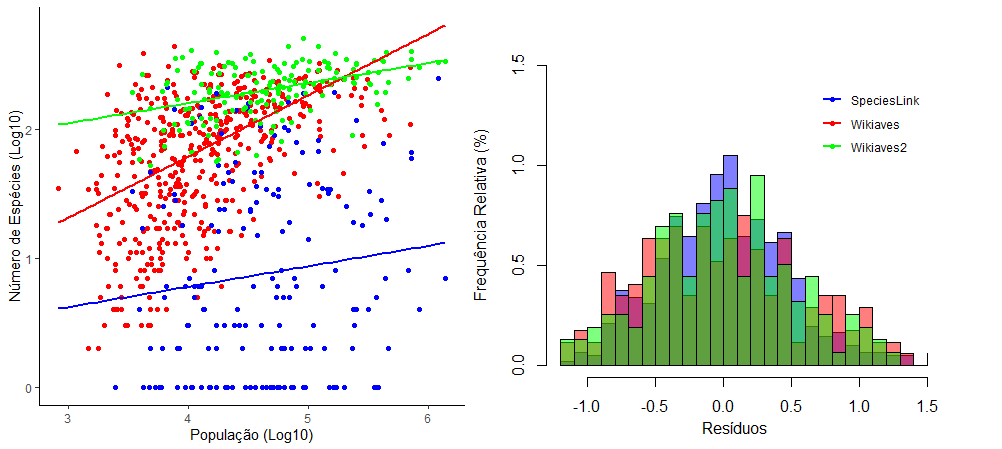 Número de Espécies (Log10)
2
1
0
3
4
5
6
População (Log10)
Frequência Relativa (%)
1.5
1.0
0.5
0.0
SpeciesLink
Wikiaves
Wikiaves2
-1.0
-0.5
0.0
0.5
1.0
1.5
Resíduos